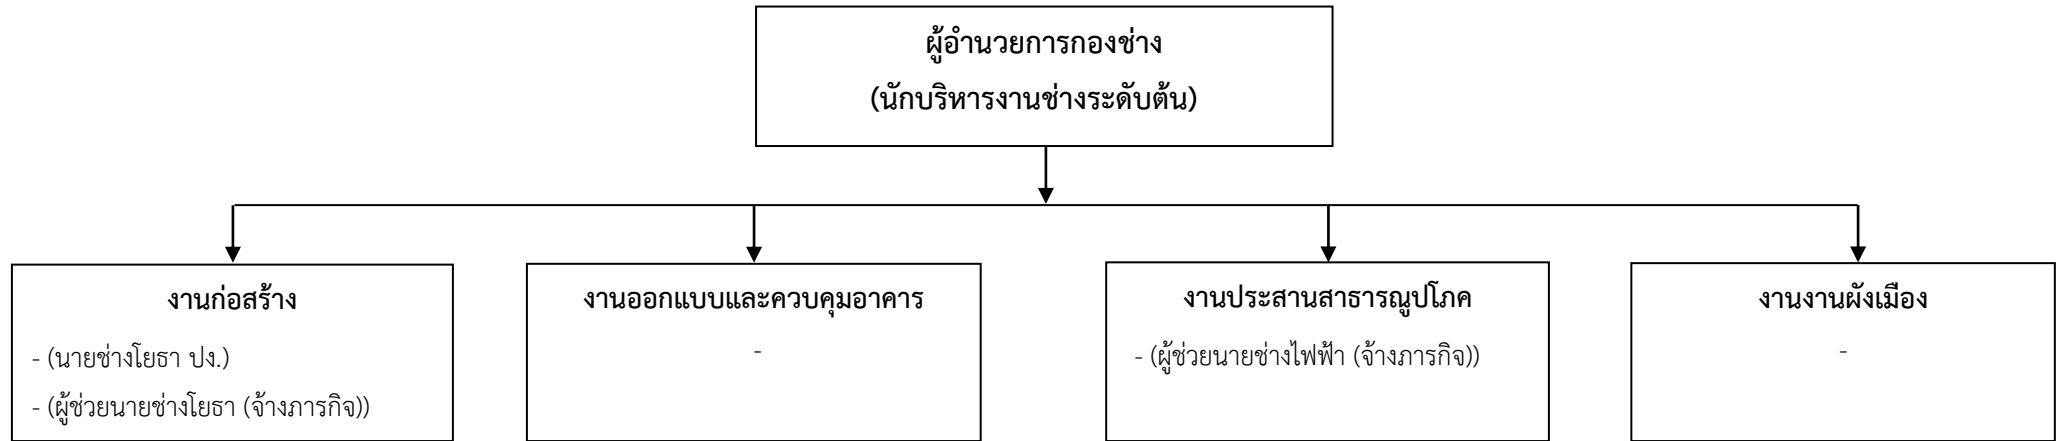 ผู้อำนวยการกองช่าง
(นักบริหารงานช่างระดับต้น)
งานก่อสร้าง
- (นายช่างโยธา ปง.)
- (ผู้ช่วยนายช่างโยธา (จ้างภารกิจ))
งานออกแบบและควบคุมอาคาร
-
งานประสานสาธารณูปโภค
- (ผู้ช่วยนายช่างไฟฟ้า (จ้างภารกิจ))
งานงานผังเมือง
-